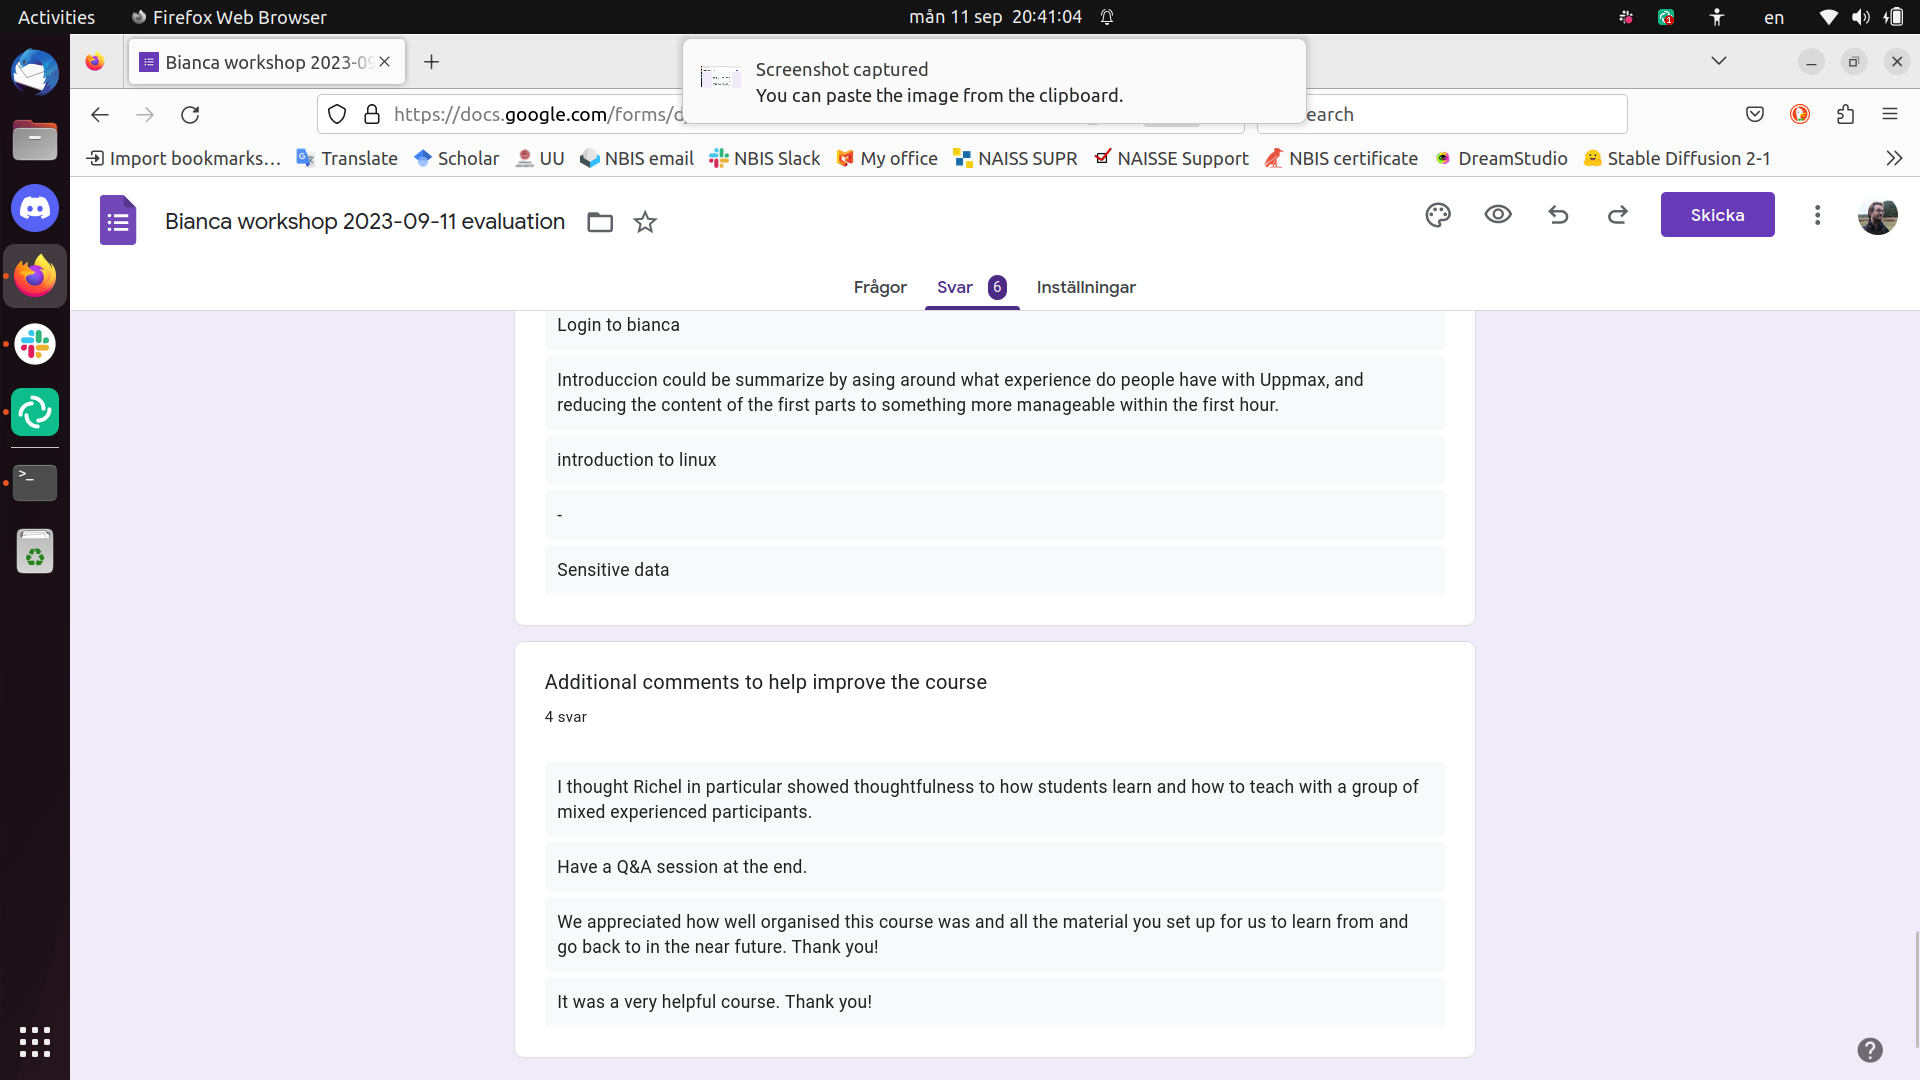 Activities
Firefox Web Browser
mån 11 sep 20:41:04
en
Bianca workshop 2023-09
Screenshot captured
You can paste the image from the clipboard.
https://docs.google.com/forms/d
earch
Import bookmarks...
Translate
Scholar
UU
NBIS email
NBIS Slack
My office
NAISS SUPR
NAISSE Support
NBIS certificate
DreamStudio
Stable Diffusion 2-1
Bianca workshop 2023-09-11 evaluation
Skicka
Frågor
Svar 6
Inställningar
Login to bianca
Introduccion could be summarize by asing around what experience do people have with Uppmax, and
reducing the content of the first parts to something more manageable within the first hour.
introduction to linux
-
Sensitive data
Additional comments to help improve the course
4 svar
I thought Richel in particular showed thoughtfulness to how students learn and how to teach with a group of
mixed experienced participants.
Have a Q&A session at the end.
We appreciated how well organised this course was and all the material you set up for us to learn from and
go back to in the near future. Thank you!
It was a very helpful course. Thank you!